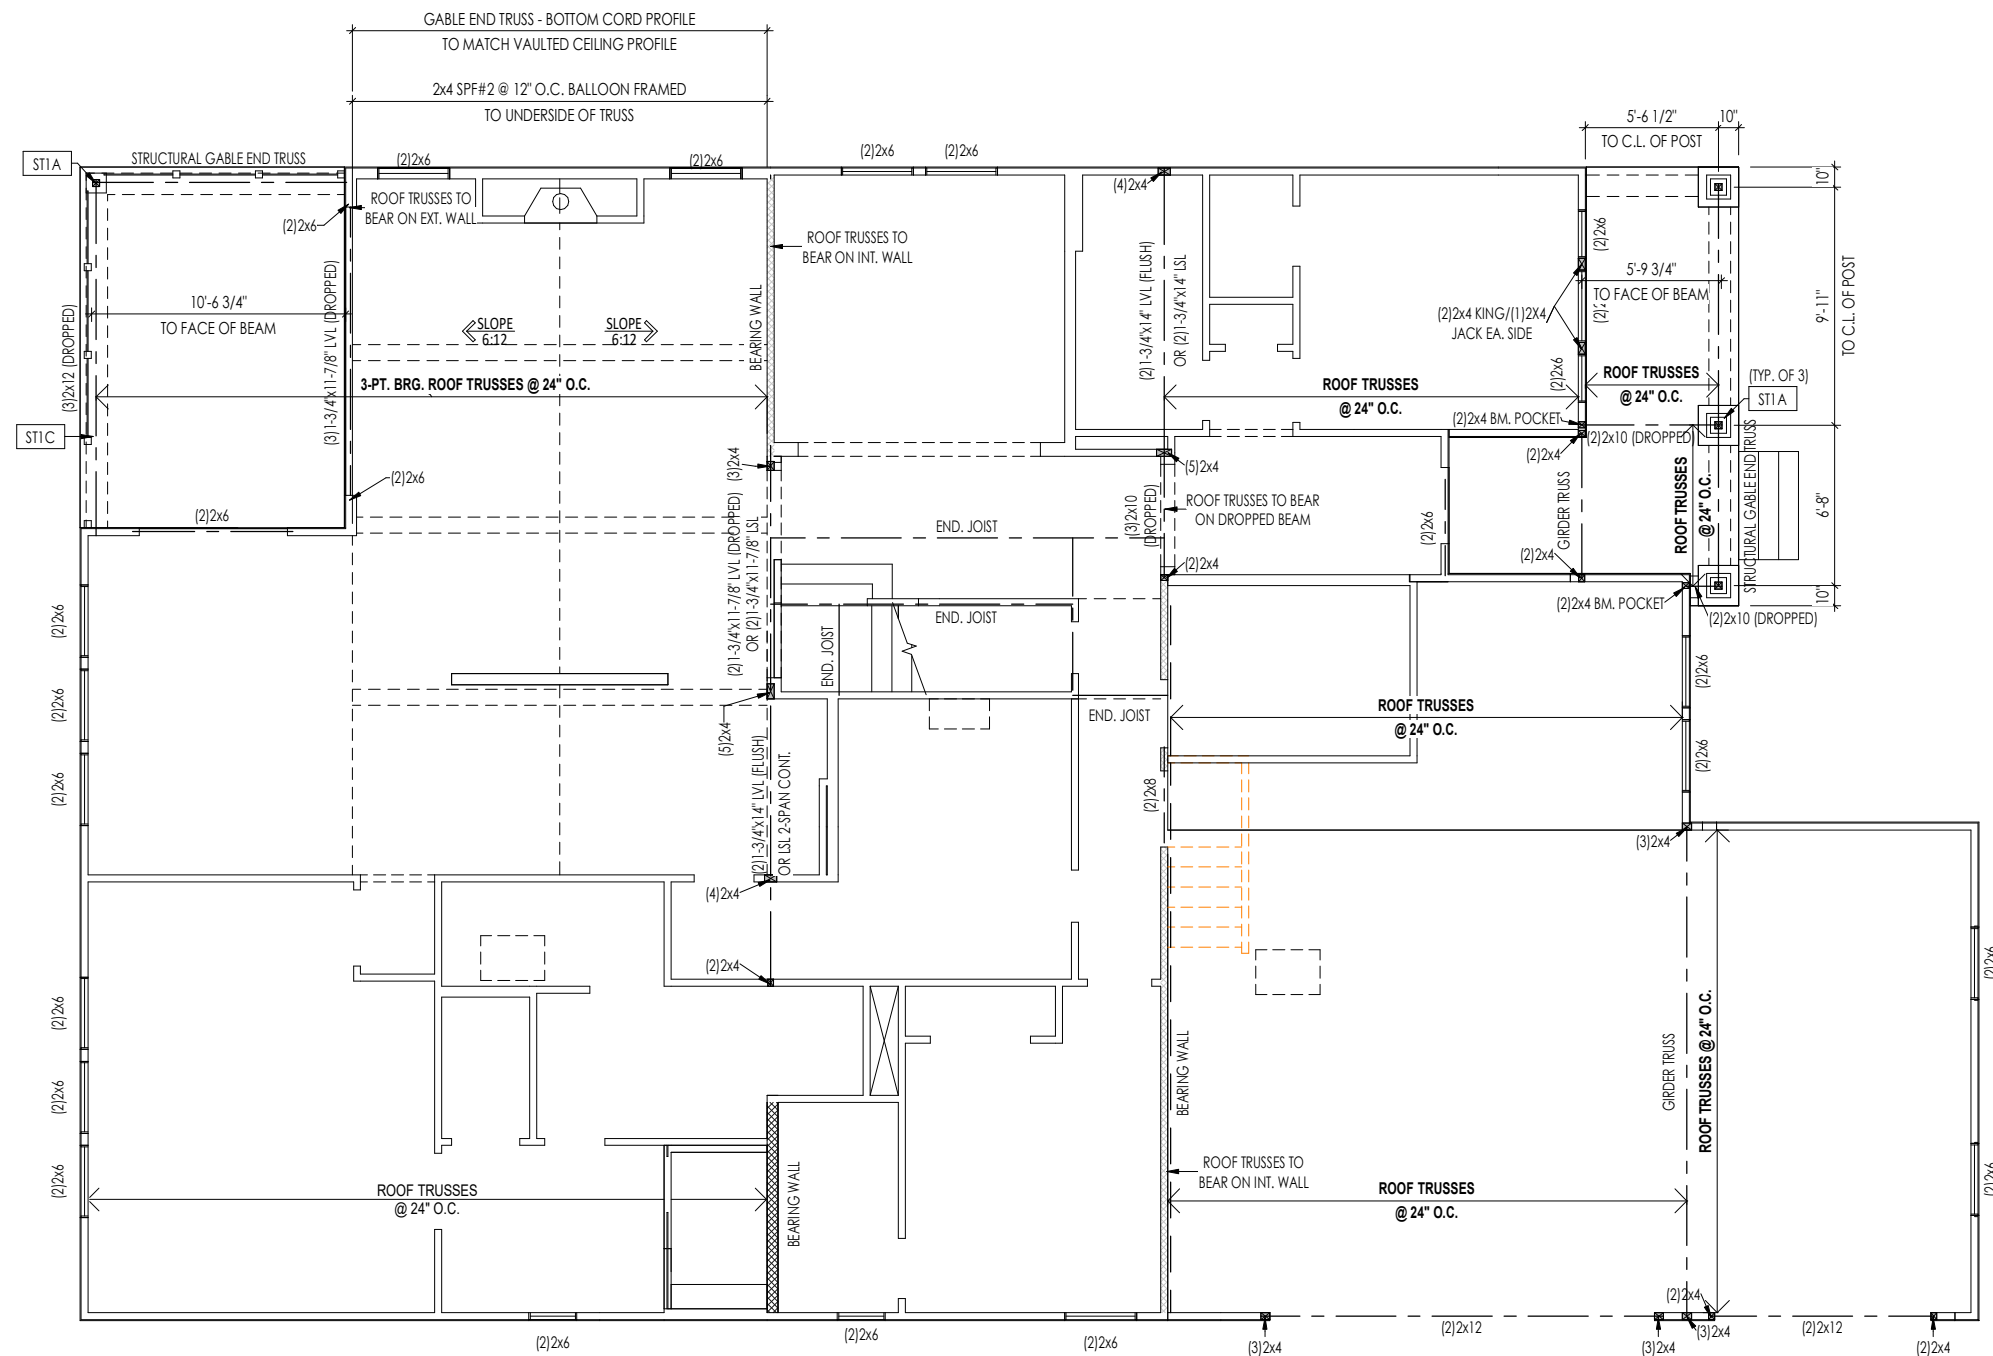 GABLE END TRUSS - BOTTOM CORD PROFILE
TO MATCH VAULTED CEILING PROFILE
2x4 SPF#2 @ 12" O.C. BALLOON FRAMED
TO UNDERSIDE OF TRUSS
5'-6 1/2"
10"
TO C.L. OF POST
ST1A
STRUCTURAL GABLE END TRUSS
(2)2x6
(2)2x6
(2)2x6
(2)2x6
(4)2x4
10"
ROOF TRUSSES TO
BEAR ON EXT. WALL
(2)2x6
ROOF TRUSSES TO
BEAR ON INT. WALL
(2)1-3/4"x14" LVL (FLUSH)
OR (2)1-3/4"x14" LSL
(2)2x6
5'-9 3/4"
TO FACE OF BEAM
9'-11"
TO C.L. OF POST
10'-6 3/4"
TO FACE OF BEAM
(3)2x12 (DROPPED)
(3)1-3/4"x11-7/8" LVL (DROPPED)
SLOPE
6:12
SLOPE
6:12
BEARING WALL
(2)2x4 KING/(1)2X4
JACK EA. SIDE
(2)2x6
3-PT. BRG. ROOF TRUSSES @ 24" O.C.
ROOF TRUSSES
@ 24" O.C.
ROOF TRUSSES
@ 24" O.C.
(TYP. OF 3)
ST1A
(2)2x4 BM. POCKET
(2)2x10 (DROPPED)
ST1C
(2)2x4
(3)2x4
(5)2x4
(2)2x6
(2)2x6
ROOF TRUSSES TO BEAR
ON DROPPED BEAM
(3)2x10
(DROPPED)
END. JOIST
(2)2x6
GIRDER TRUSS
ROOF TRUSSES
@ 24" O.C.
STRUCTURAL GABLE END TRUSS
6'-8"
(2)2x4
(2)2x4
(2)1-3/4"x11-7/8" LVL (DROPPED)
OR (2)1-3/4"x11-7/8" LSL
10"
(2)2x4 BM. POCKET
(2)2x10 (DROPPED)
END. JOIST
END. JOIST
(2)2x6
(2)2x6
(2)2x6
(2)2x6
(2)2x6
(5)2x4
END. JOIST
ROOF TRUSSES
@ 24" O.C.
(2)1-3/4"x14" LVL (FLUSH)
OR LSL 2-SPAN CONT.
(2)2x8
(3)2x4
(4)2x4
(2)2x4
(2)2x6
(2)2x6
(2)2x6
(2)2x6
(2)2x6
BEARING WALL
GIRDER TRUSS
ROOF TRUSSES @ 24" O.C.
ROOF TRUSSES
@ 24" O.C.
BEARING WALL
ROOF TRUSSES TO
BEAR ON INT. WALL
ROOF TRUSSES
@ 24" O.C.
(2)2x4
(2)2x6
(2)2x6
(2)2x6
(3)2x4
(2)2x12
(3)2x4
(3)2x4
(2)2x12
(2)2x4